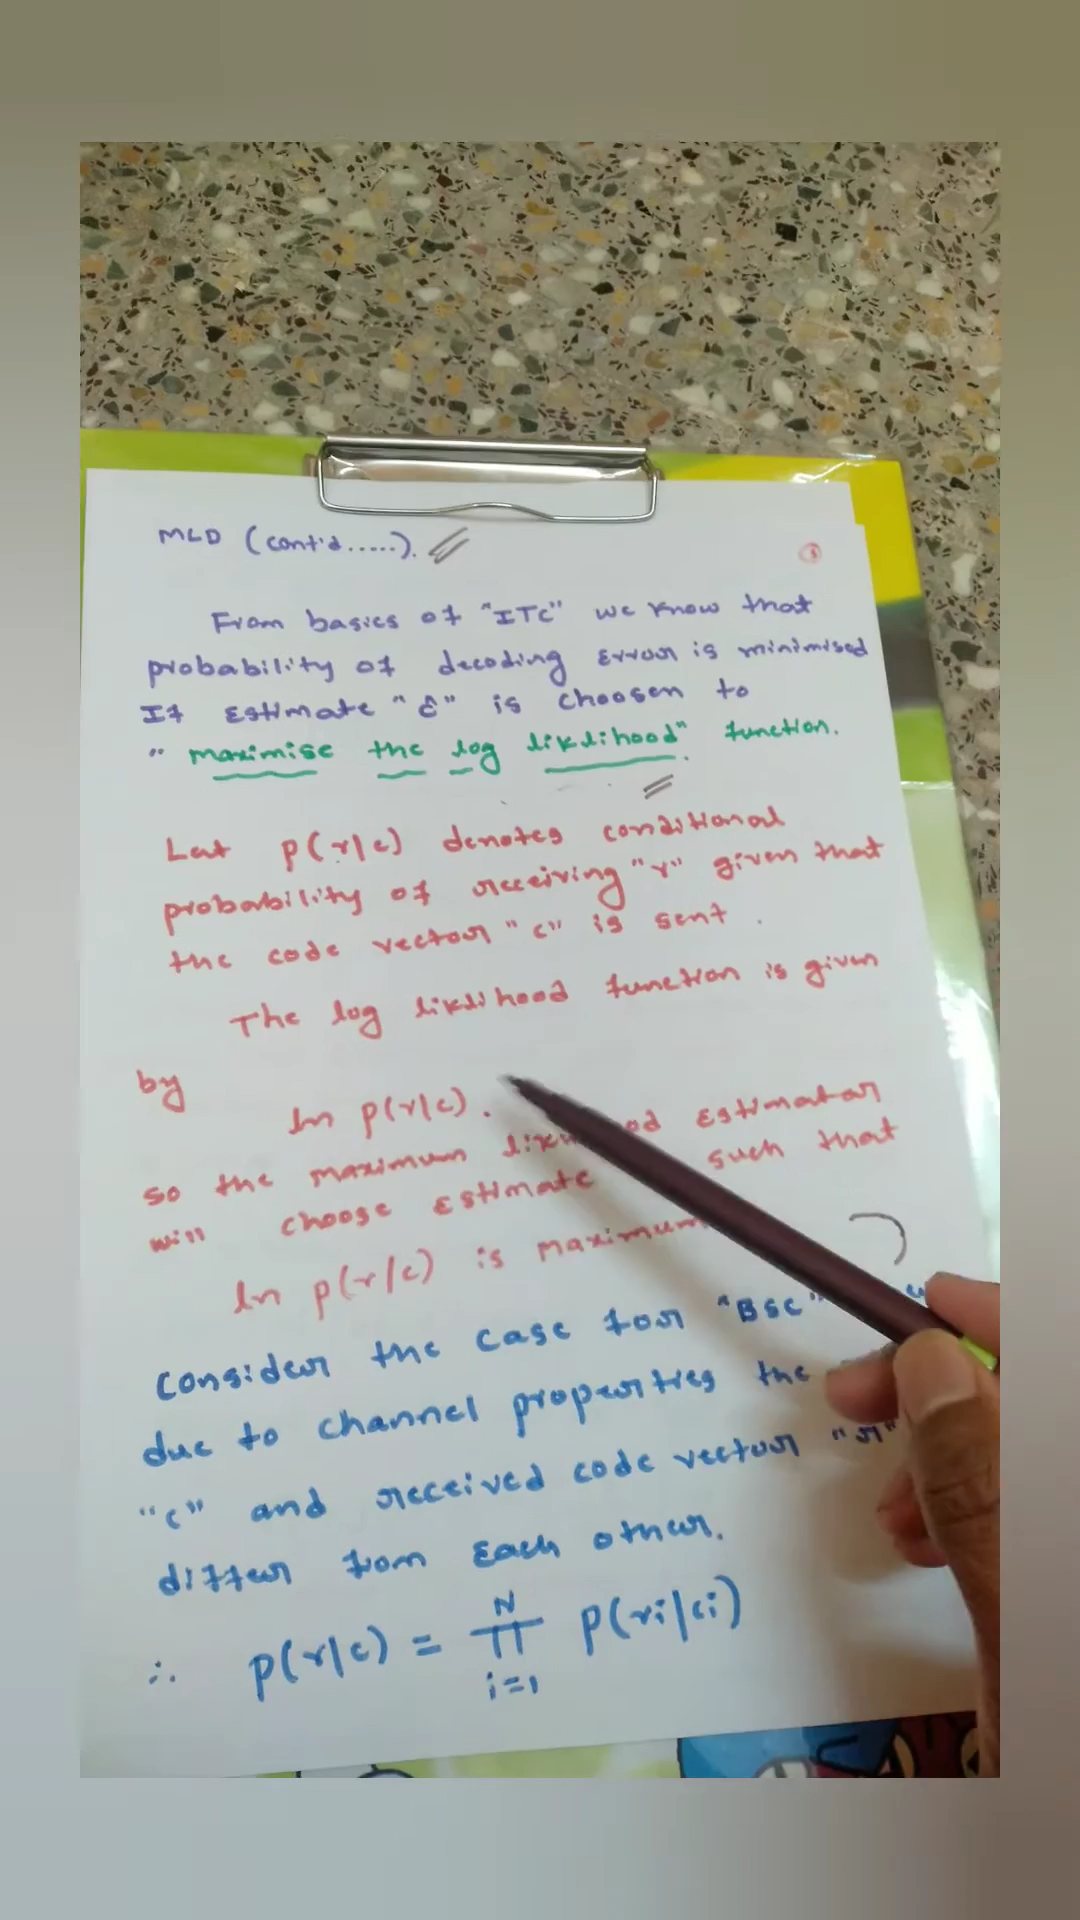 MLD (cont'd.....).
From basics of "ITC" we know that
probability of decoding error is minimised
If estimate "ĉ" is choosen to
" maximise the log liklihood" function.
Let p(r/c) denotes conditional
probability of receiving "r" given that
the code vector "c" is sent.
The log liklihood function is given
by
ln p(r/c).
so the maximum estimator
will choose estimate such that
ln p(r/c) is maximum
Consider the case for "BSC"
due to channel properties the
"c" and received code vector "r"
differ from each other.
∴ p(r/c) = N Π i=1 p(ri/ci)